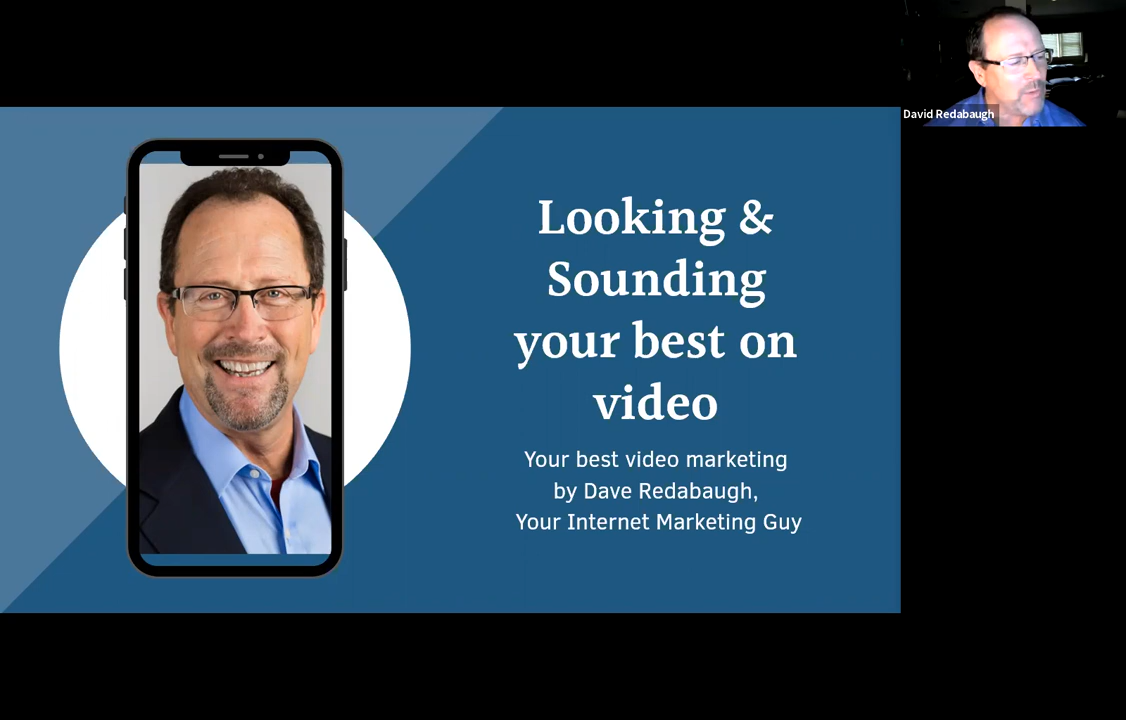 David Redabaugh
Looking &
Sounding
your best on
video
Your best video marketing
by Dave Redabaugh,
Your Internet Marketing Guy